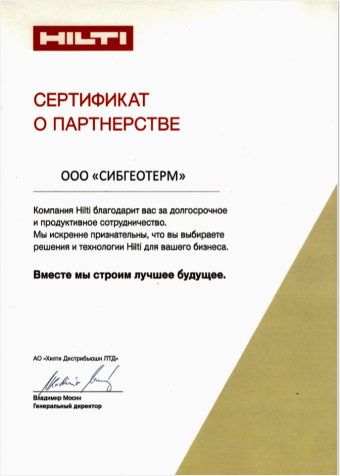 HILTI
СЕРТИФИКАТ
О ПАРТНЕРСТВЕ
ООО «СИБГЕОТЕРМ»
Компания Hilti благодарит вас за долгосрочное
и продуктивное сотрудничество.
Мы искренне признательны, что вы выбираете
решения и технологии Hilti для вашего бизнеса.
Вместе мы строим лучшее будущее.
АО «Хилти Дистрибьюшн ЛТД»
Владимир Мосин
Генеральный директор